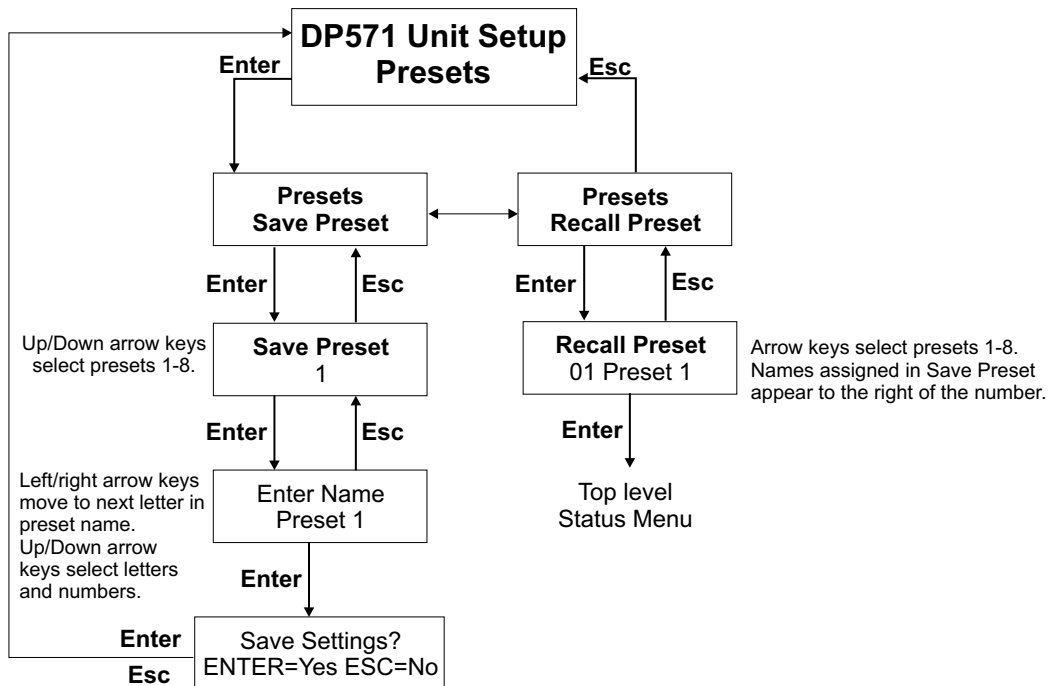 DP571 Unit Setup
Presets
Enter
Esc
Presets
Save Preset
Presets
Recall Preset
Enter
Esc
Enter
Esc
Up/Down arrow keys
select presets 1-8.
Save Preset
1
Recall Preset
01 Preset 1
Arrow keys select presets 1-8.
Names assigned in Save Preset
appear to the right of the number.
Enter
Esc
Enter
Left/right arrow keys
move to next letter in
preset name.
Up/Down arrow
keys select letters
and numbers.
Enter Name
Preset 1
Top level
Status Menu
Enter
Enter
Esc
Save Settings?
ENTER=Yes ESC=No